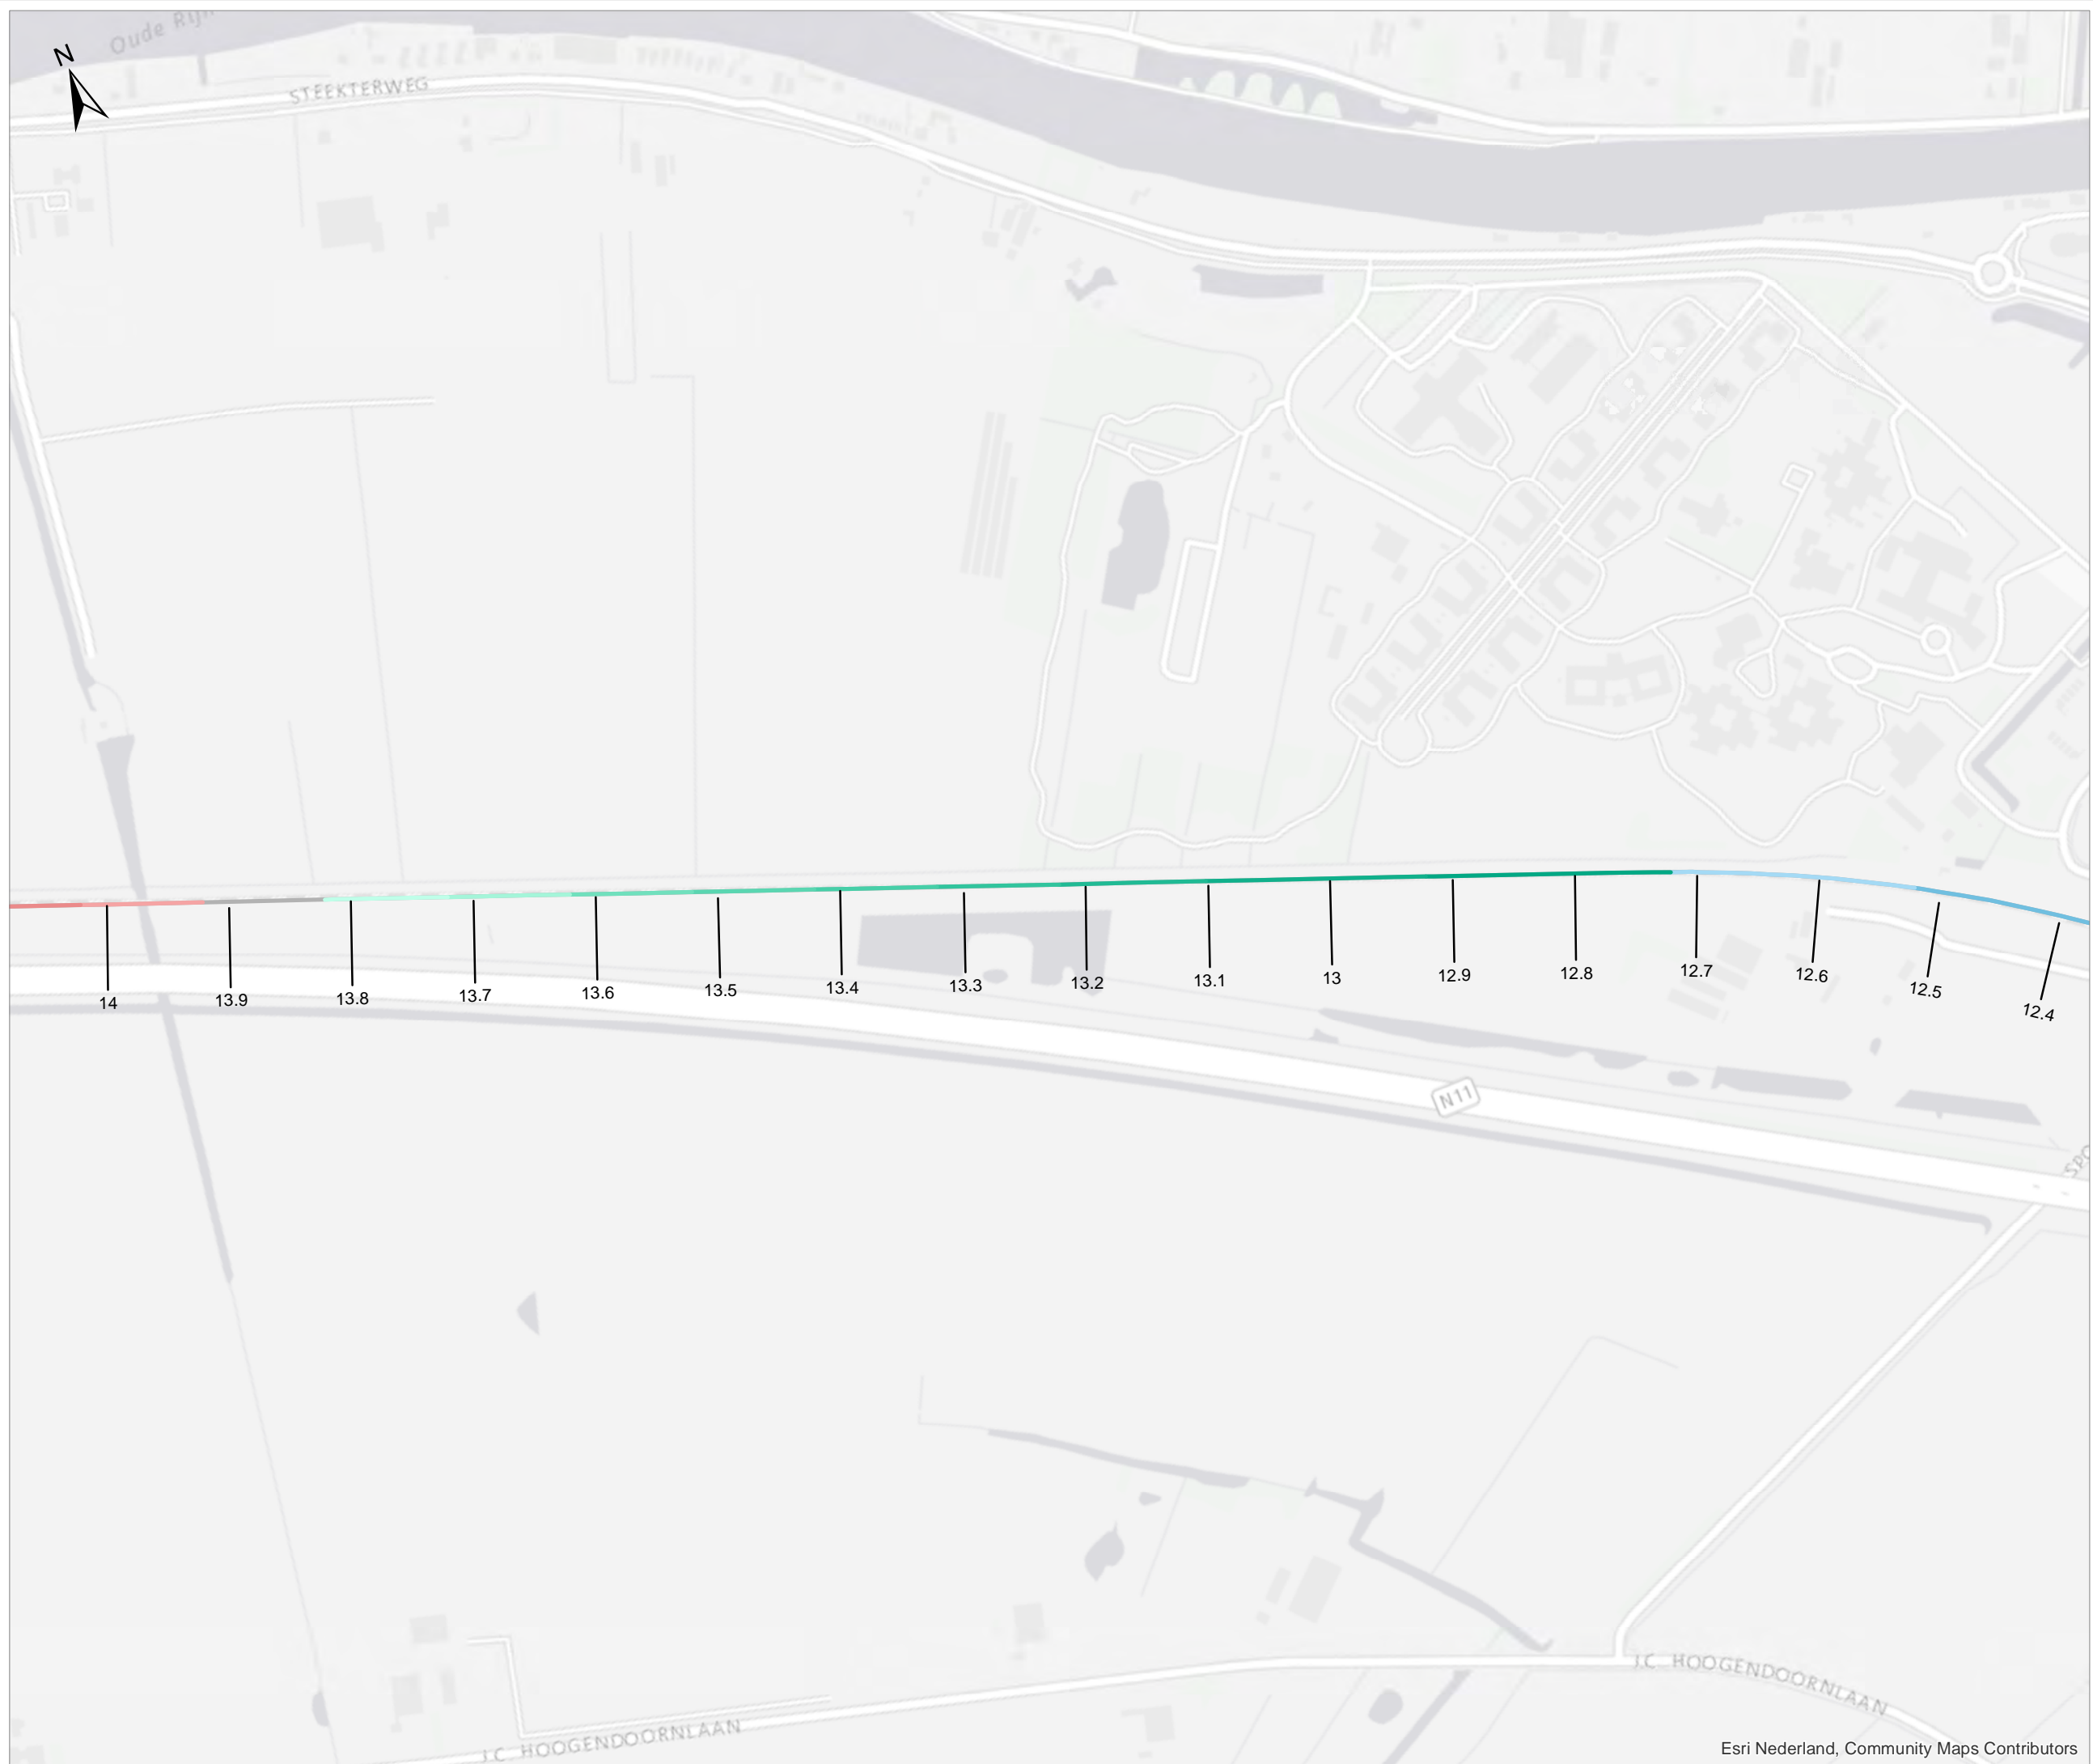 Oude Rijn
N
STEEKTERWEG
14
13.9
13.8
13.7
13.6
13.5
13.4
13.3
13.2
13.1
13
12.9
12.8
12.7
12.6
12.5
12.4
N11
SPO
J.C. HOOGENDOORNLAAN
J.C. HOOGENDOORNLAAN
Esri Nederland, Community Maps Contributors